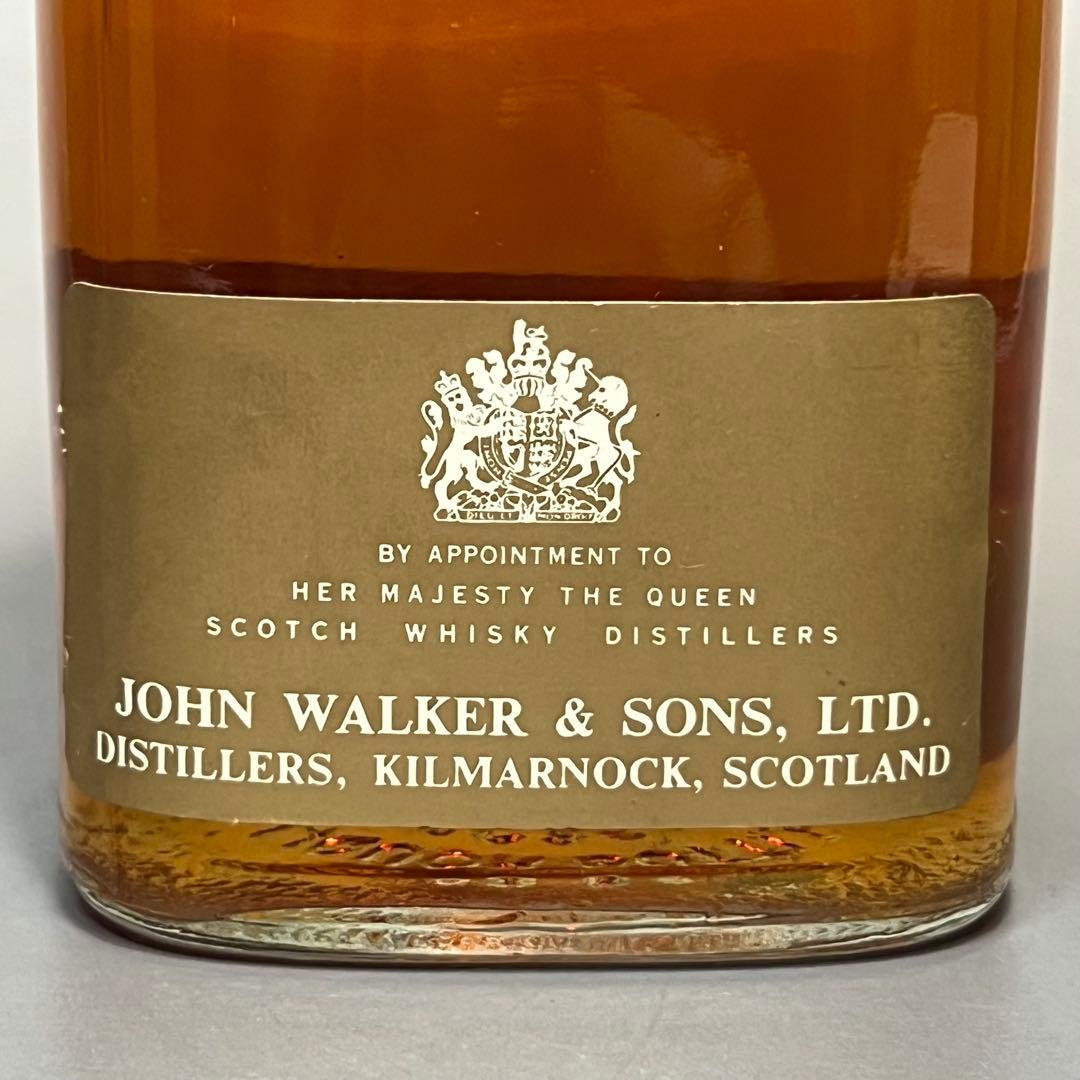 BY APPOINTMENT TO
HER MAJESTY THE QUEEN
SCOTCH WHISKY DISTILLERS
JOHN WALKER & SONS, LTD.
DISTILLERS, KILMARNOCK, SCOTLAND